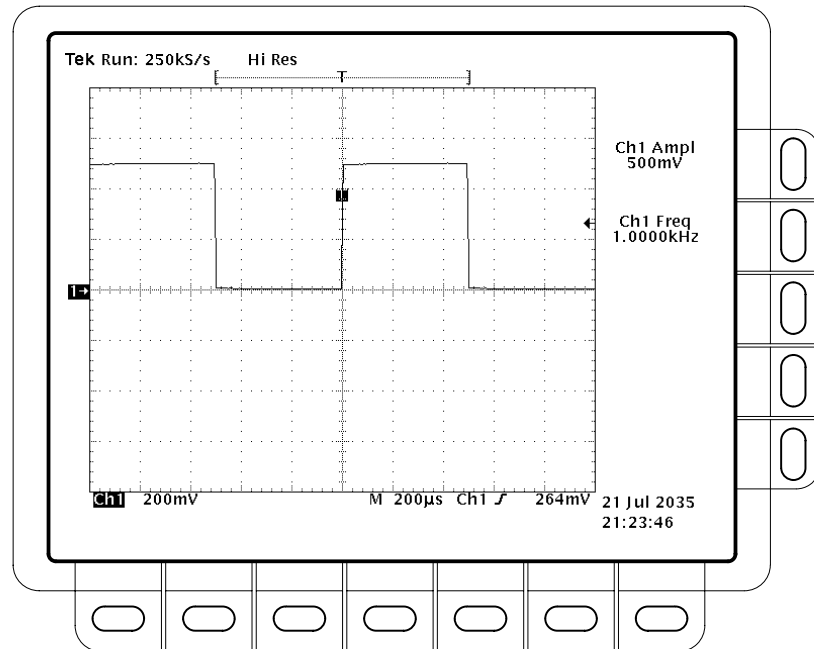 Tek Run: 250kS/s Hi Res
T
Ch1 Ampl
500mV
Ch1 Freq
1.0000kHz
1→
Ch1 200mV M 200µs Ch1 264mV
21 Jul 2035
21:23:46